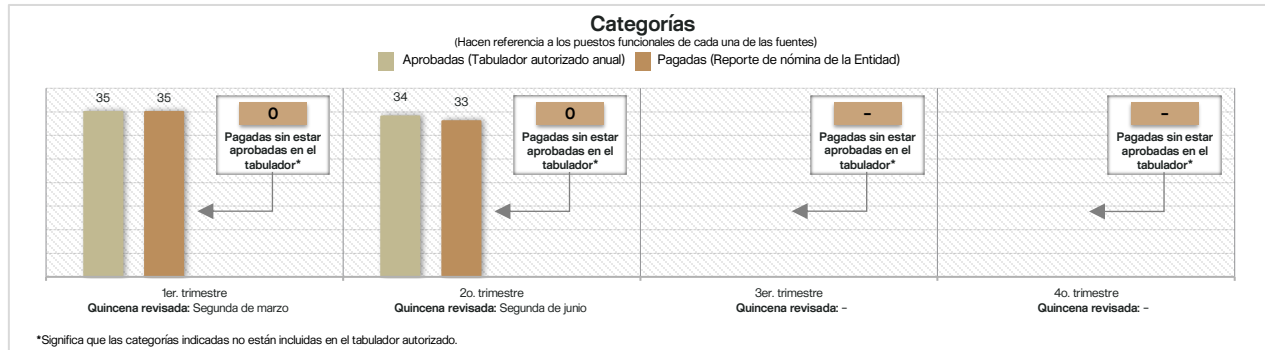 Categorías
(Hacen referencia a los puestos funcionales de cada una de las fuentes)
Aprobadas (Tabulador autorizado anual) Pagadas (Reporte de nómina de la Entidad)
35 35
0
Pagadas sin estar
aprobadas en el
tabulador*
34 33
0
Pagadas sin estar
aprobadas en el
tabulador*
-
Pagadas sin estar
aprobadas en el
tabulador*
-
Pagadas sin estar
aprobadas en el
tabulador*
1er. trimestre
Quincena revisada: Segunda de marzo
2o. trimestre
Quincena revisada: Segunda de junio
3er. trimestre
Quincena revisada: -
4o. trimestre
Quincena revisada: -
*Significa que las categorías indicadas no están incluidas en el tabulador autorizado.